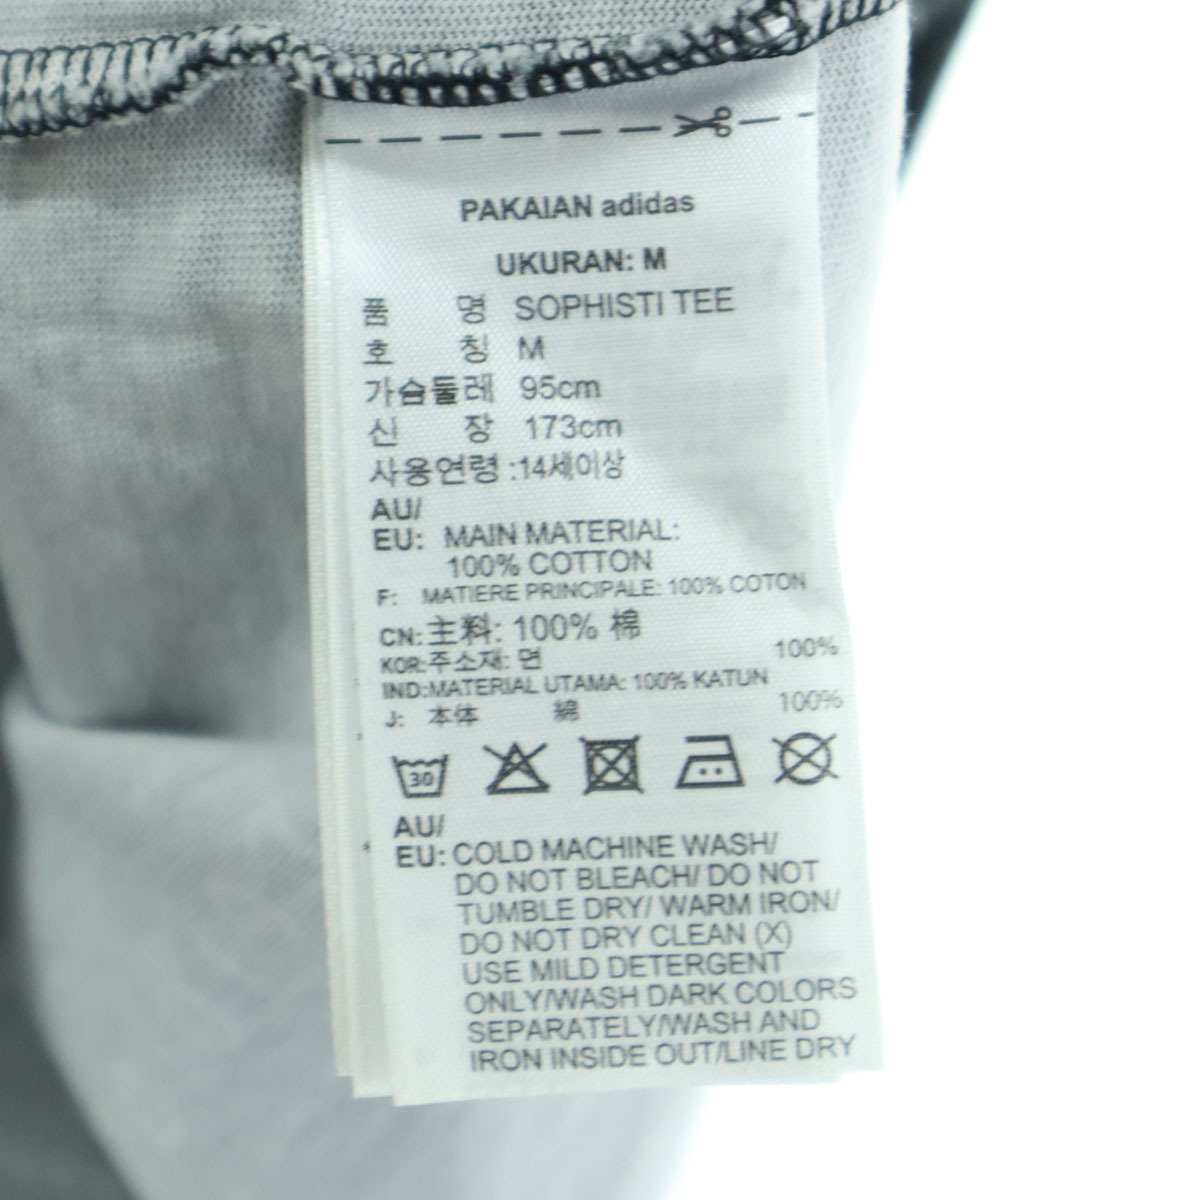 PAKAIAN adidas
UKURAN: M
품 명 SOPHISTI TEE
호 칭 M
가슴둘레 95cm
신 장 173cm
사용연령 :14세이상
AU/
EU: MAIN MATERIAL:
100% COTTON
F: MATIERE PRINCIPALE: 100% COTON
CN: 主料: 100% 棉
KOR: 주소재: 면 100%
IND: MATERIAL UTAMA: 100% KATUN
J: 本体 綿 100%
30
AU/
EU: COLD MACHINE WASH/
DO NOT BLEACH/ DO NOT
TUMBLE DRY/ WARM IRON/
DO NOT DRY CLEAN (X)
USE MILD DETERGENT
ONLY/WASH DARK COLORS
SEPARATELY/WASH AND
IRON INSIDE OUT/LINE DRY